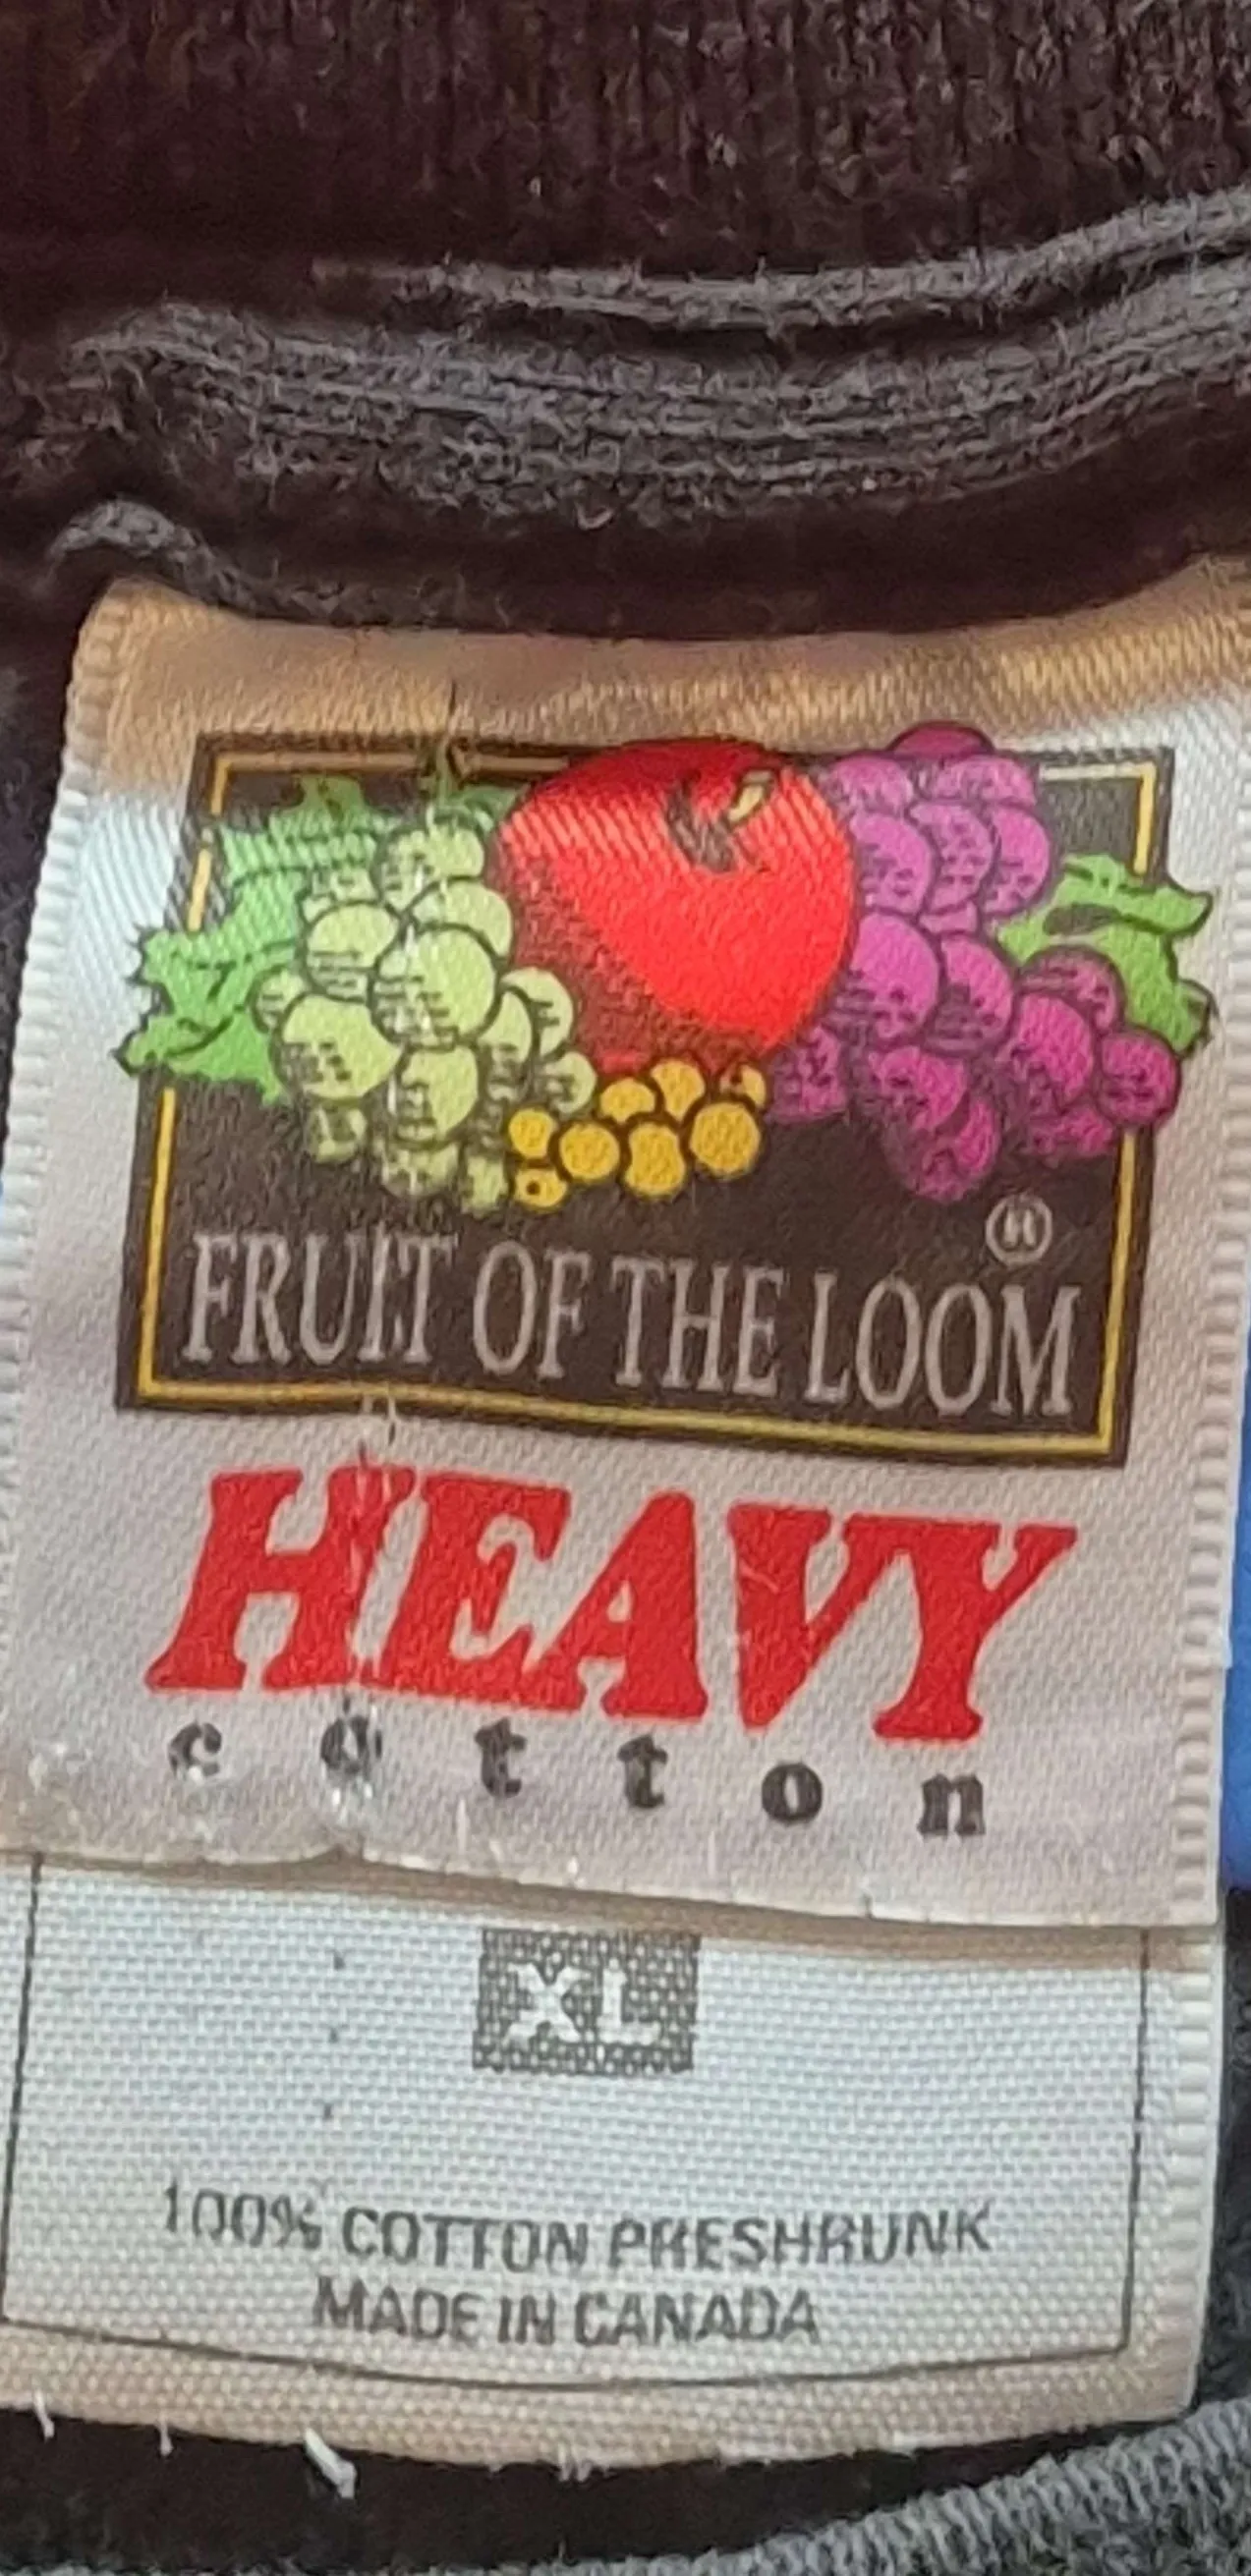 ®
FRUIT OF THE LOOM
HEAVY
cotton
XL
100% COTTON PRESHRUNK
MADE IN CANADA